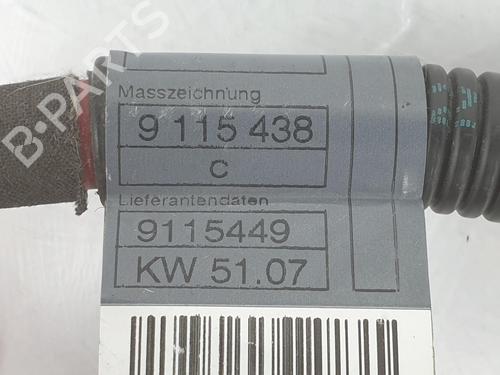 B-PARTS
Masszeichnung
9 115 438
C
Lieferantendaten
9115449
KW 51.07